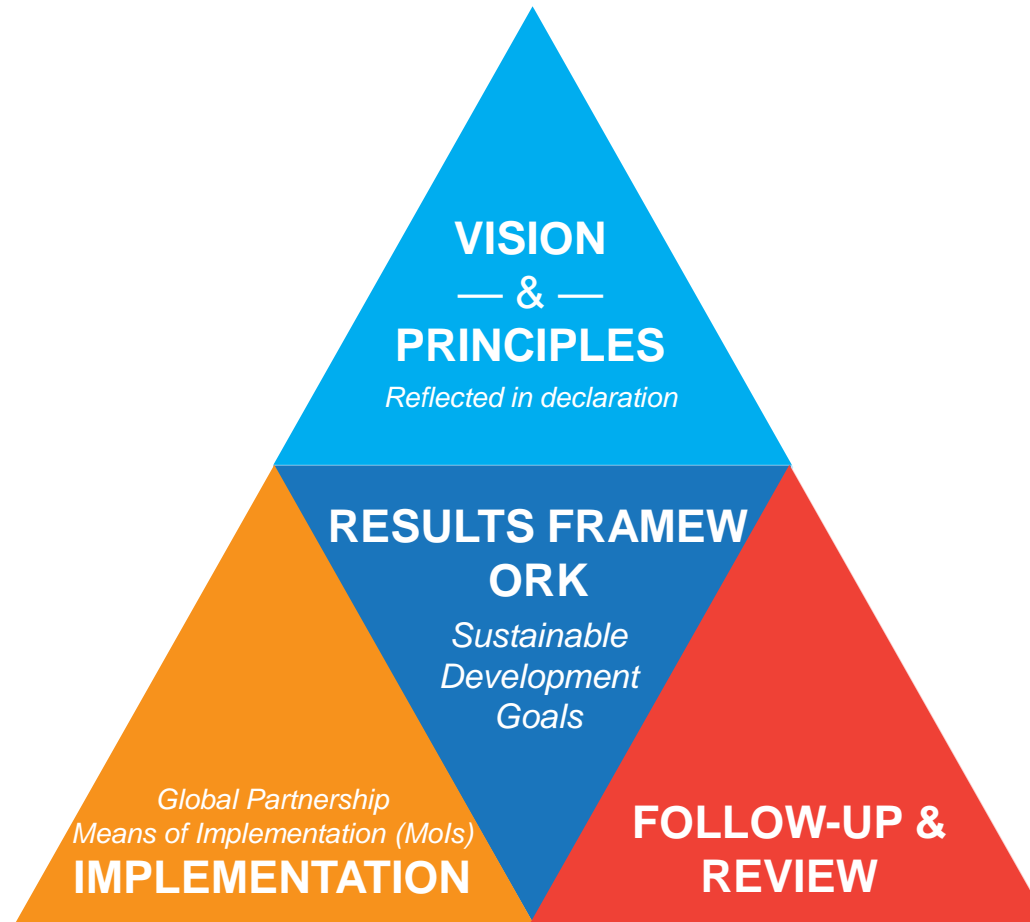 VISION
— & —
PRINCIPLES
Reflected in declaration
RESULTS FRAMEW
ORK
Sustainable
Development
Goals
Global Partnership
Means of Implementation (MoIs)
IMPLEMENTATION
FOLLOW-UP &
REVIEW